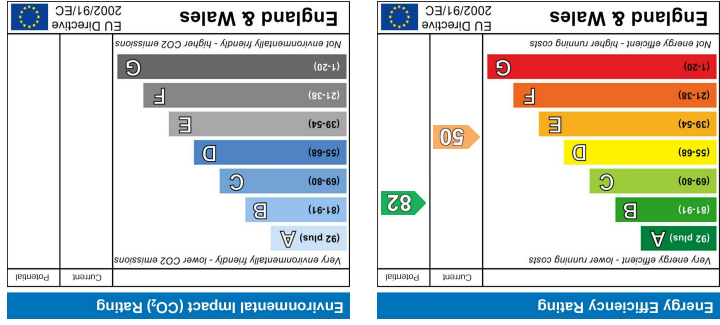 Energy Efficiency Rating
Current
Potential
Very energy efficient - lower running costs
(92 plus) A
(81-91) B
(69-80) C
(55-68) D
(39-54) E
(21-38) F
(1-20) G
50
82
Not energy efficient - higher running costs
England & Wales
EU Directive
2002/91/EC
Environmental Impact (CO₂) Rating
Current
Potential
Very environmentally friendly - lower CO2 emissions
(92 plus) A
(81-91) B
(69-80) C
(55-68) D
(39-54) E
(21-38) F
(1-20) G
Not environmentally friendly - higher CO2 emissions
England & Wales
EU Directive
2002/91/EC